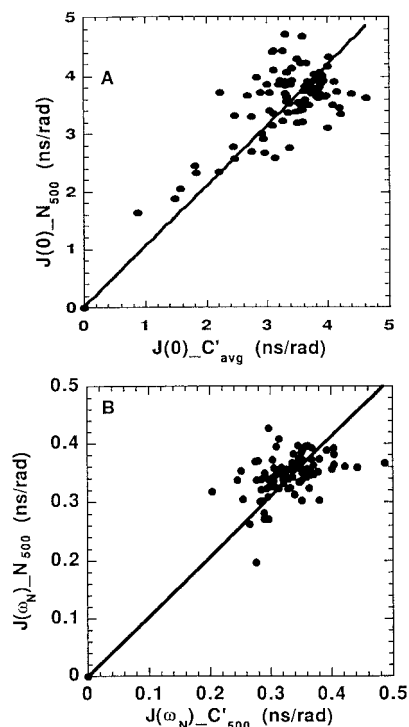 A
J(0)_N500 (ns/rad)
5
4
3
2
1
0
0 1 2 3 4 5
J(0)_C'avg (ns/rad)
B
J(ωN)_N500 (ns/rad)
0.5
0.4
0.3
0.2
0.1
0
0 0.1 0.2 0.3 0.4 0.5
J(ωN)_C'500 (ns/rad)